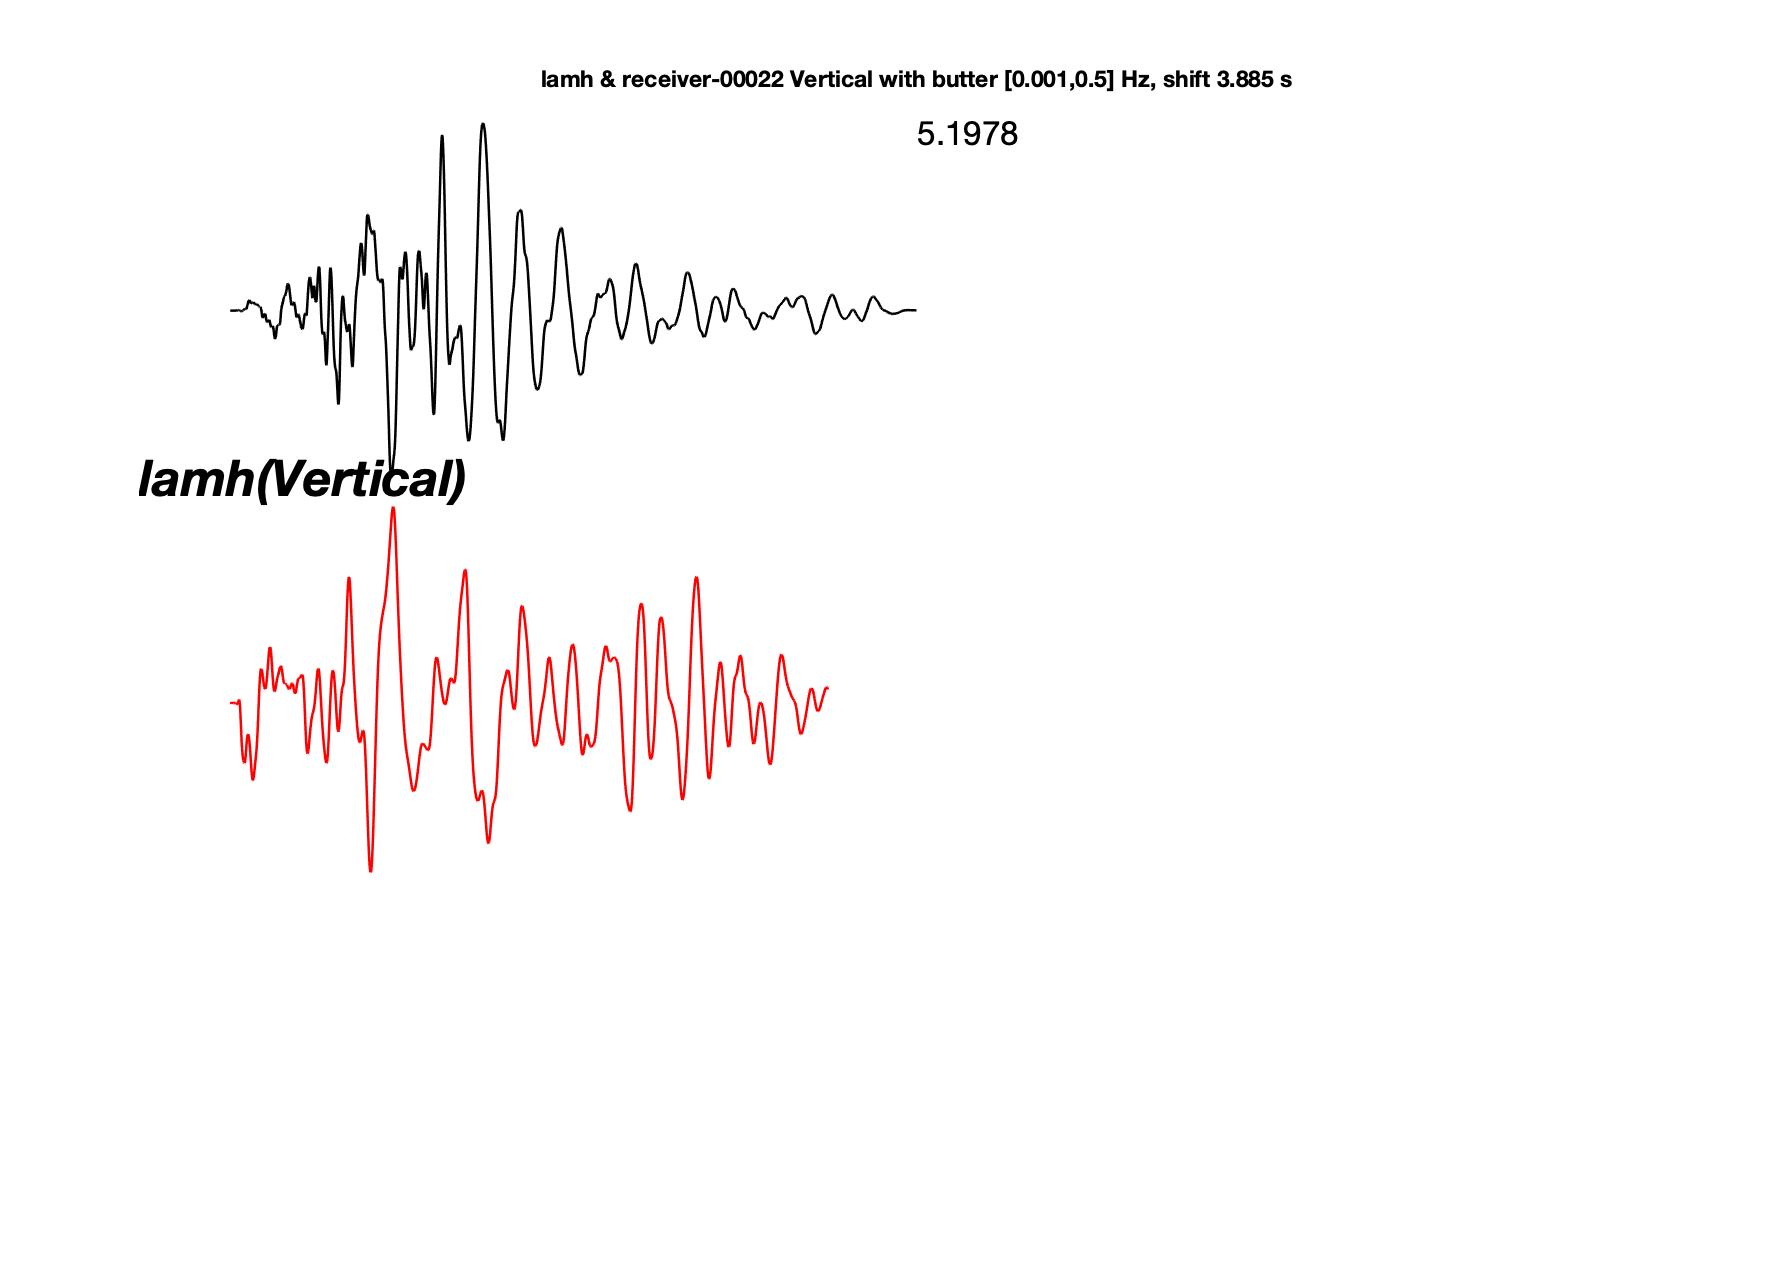 lamh & receiver-00022 Vertical with butter [0.001,0.5] Hz, shift 3.885 s
5.1978
lamh(Vertical)